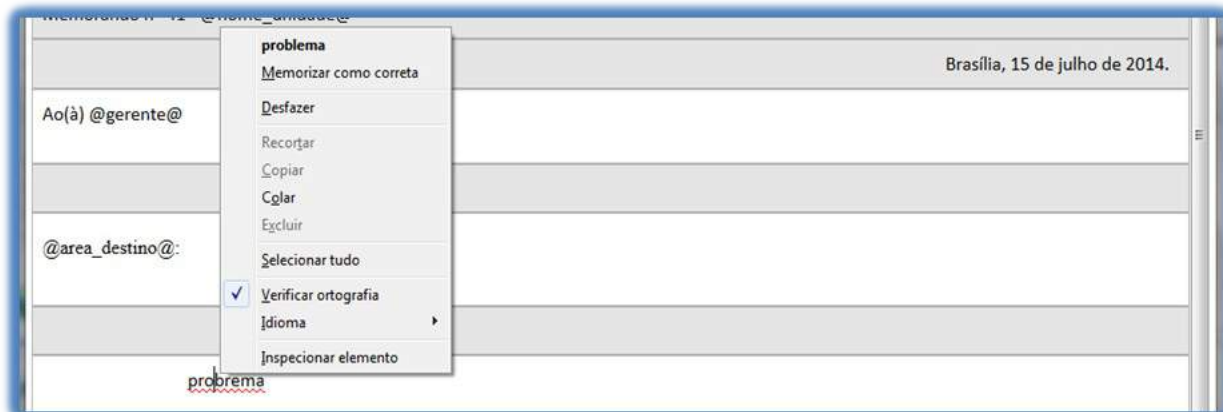 problema
Memorizar como correta
Brasília, 15 de julho de 2014.
Desfazer
Ao(à) @gerente@
Recortar
Copiar
Colar
Excluir
@area_destino@:
Selecionar tudo
Verificar ortografia
Idioma
Inspecionar elemento
probrema